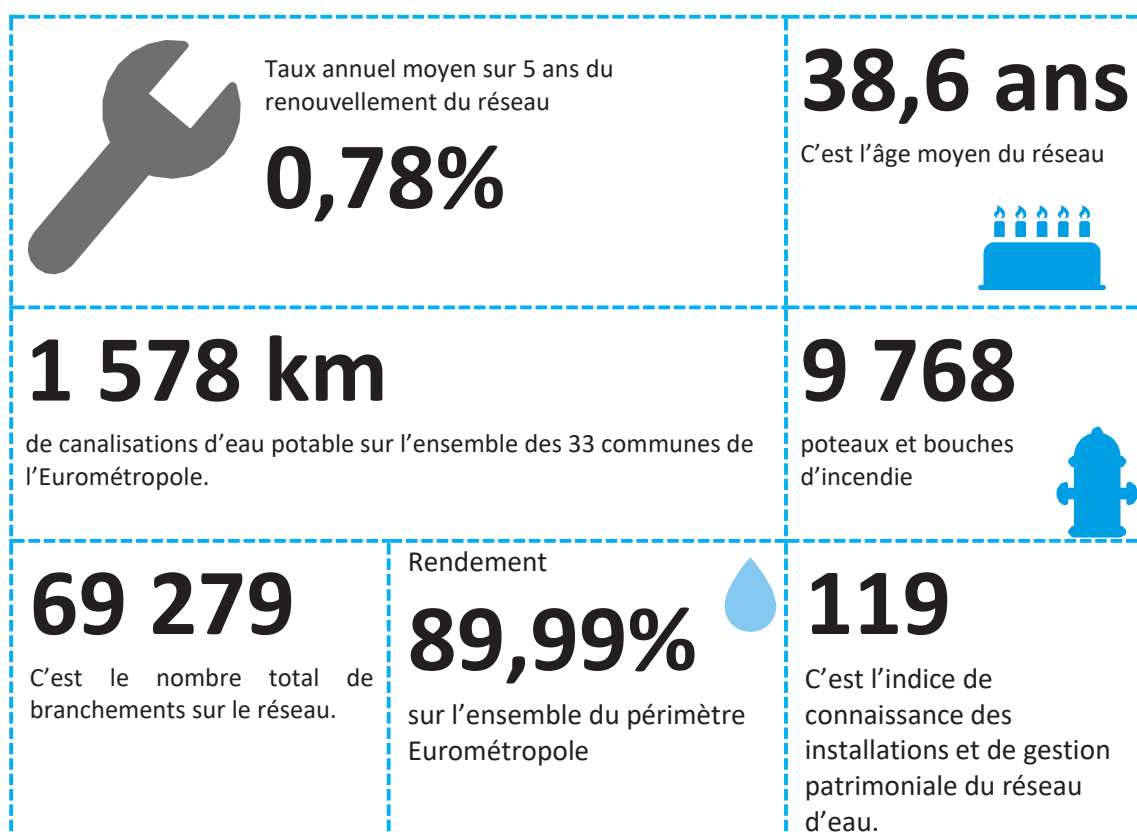 Taux annuel moyen sur 5 ans du
renouvellement du réseau
0,78%
38,6 ans
C’est l’âge moyen du réseau
1 578 km
de canalisations d’eau potable sur l’ensemble des 33 communes de
l’Eurométropole.
9 768
poteaux et bouches
d’incendie
69 279
C’est le nombre total de
branchements sur le réseau.
Rendement
89,99%
sur l’ensemble du périmètre
Eurométropole
119
C’est l’indice de
connaissance des
installations et de gestion
patrimoniale du réseau
d’eau.